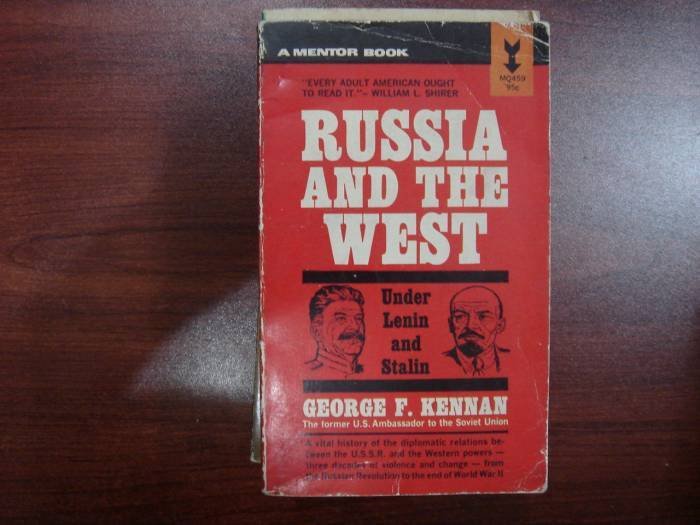 A MENTOR BOOK
MQ459
95c
"EVERY ADULT AMERICAN OUGHT
TO READ IT."– WILLIAM L. SHIRER
RUSSIA
AND THE
WEST
Under
Lenin
and
Stalin
GEORGE F. KENNAN
The former U.S. Ambassador to the Soviet Union
A vital history of the diplomatic relations be-
tween the U.S.S.R. and the Western powers —
three decades of violence and change — from
the Russian Revolution to the end of World War II